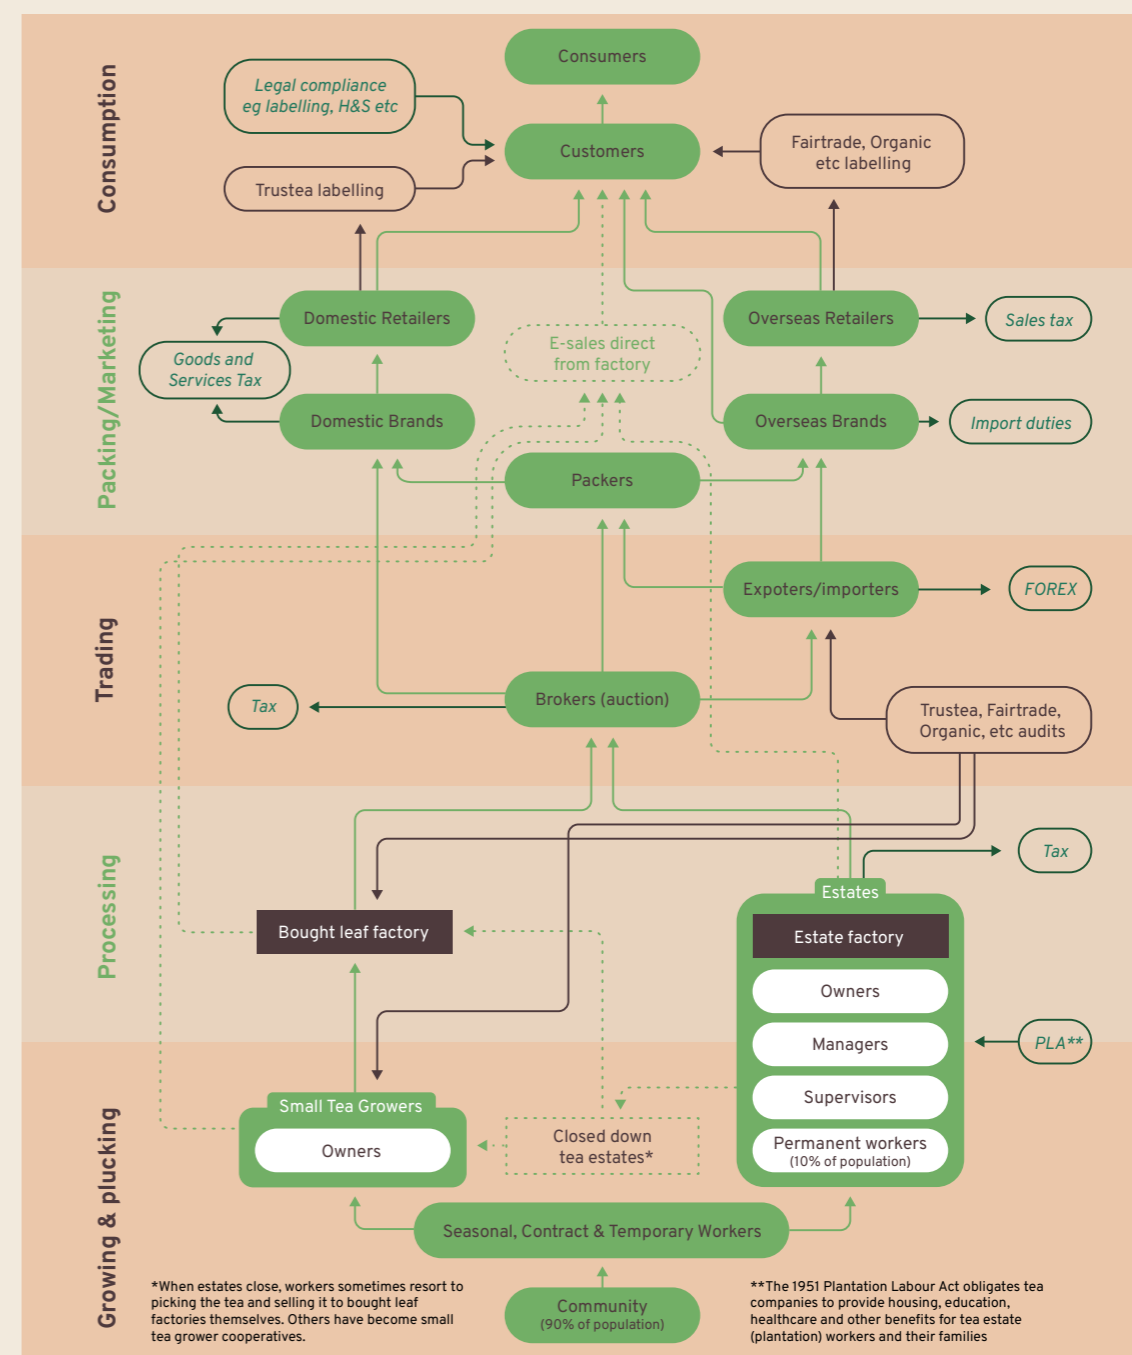 Consumption
Consumers
Legal compliance
eg labelling, H&S etc
Customers
Fairtrade, Organic
etc labelling
Trustea labelling
Packing/Marketing
Domestic Retailers
E-sales direct
from factory
Overseas Retailers
Sales tax
Goods and
Services Tax
Domestic Brands
Overseas Brands
Import duties
Packers
Trading
Expoters/importers
FOREX
Brokers (auction)
Tax
Trustea, Fairtrade,
Organic, etc audits
Processing
Tax
Estates
Bought leaf factory
Estate factory
Owners
Managers
PLA**
Supervisors
Permanent workers
(10% of population)
Growing & plucking
Small Tea Growers
Owners
Closed down
tea estates*
Seasonal, Contract & Temporary Workers
Community
(90% of population)
*When estates close, workers sometimes resort to
picking the tea and selling it to bought leaf
factories themselves. Others have become small
tea grower cooperatives.
**The 1951 Plantation Labour Act obligates tea
companies to provide housing, education,
healthcare and other benefits for tea estate
(plantation) workers and their families